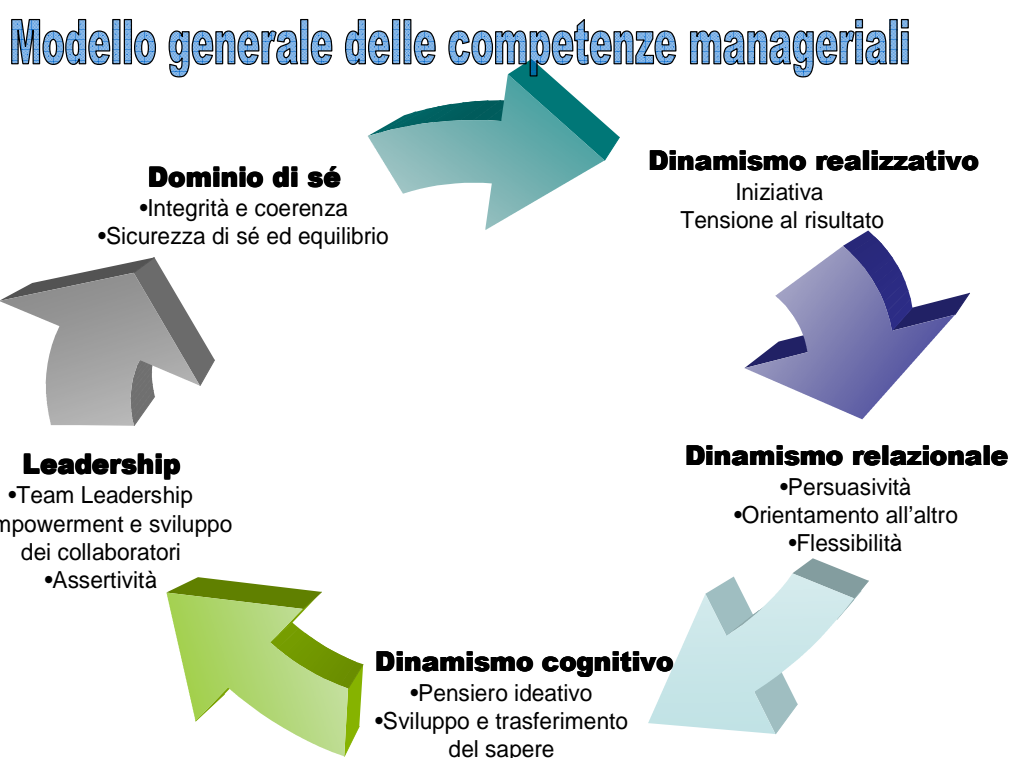 Modello generale delle competenze manageriali
Dominio di sé
•Integrità e coerenza
•Sicurezza di sé ed equilibrio
Dinamismo realizzativo
Iniziativa
Tensione al risultato
Dinamismo relazionale
•Persuasività
•Orientamento all'altro
•Flessibilità
Dinamismo cognitivo
•Pensiero ideativo
•Sviluppo e trasferimento
del sapere
Leadership
•Team Leadership
mpowerment e sviluppo
dei collaboratori
•Assertività